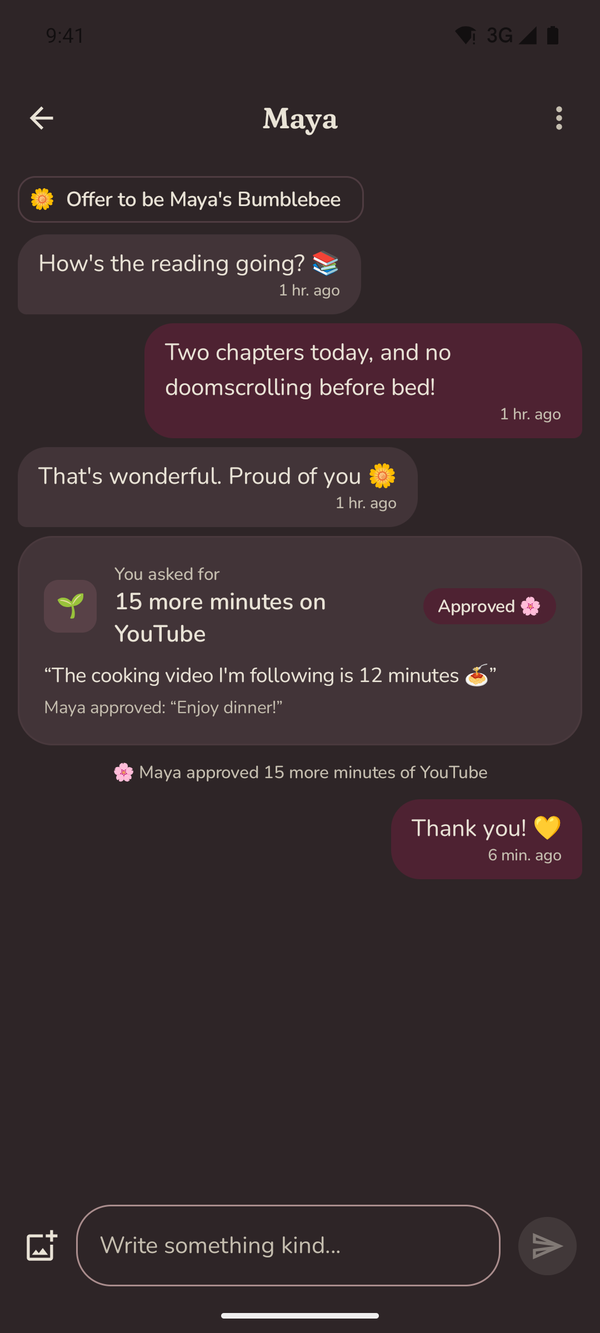 9:41
3G
Maya
🌼 Offer to be Maya's Bumblebee
How's the reading going? 📚
1 hr. ago
Two chapters today, and no
doomscrolling before bed!
1 hr. ago
That's wonderful. Proud of you 🌼
1 hr. ago
You asked for
15 more minutes on
YouTube
Approved 🌸
“The cooking video I'm following is 12 minutes 🍝”
Maya approved: “Enjoy dinner!”
🌸 Maya approved 15 more minutes of YouTube
Thank you! 💛
6 min. ago
Write something kind...